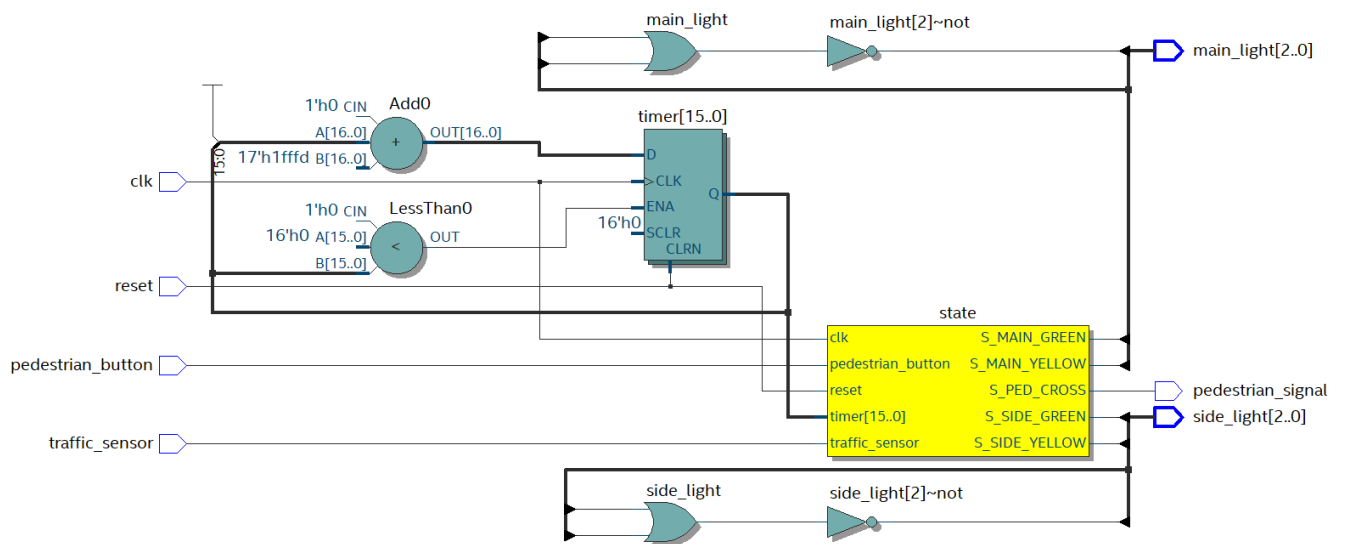 main_light
main_light[2]~not
main_light[2..0]
1'h0 CIN
Add0
A[16..0]
OUT[16..0]
+
17'h1fffd B[16..0]
15:0
timer[15..0]
D
CLK
Q
ENA
16'h0
SCLR
CLRN
clk
1'h0 CIN
LessThan0
16'h0 A[15..0]
OUT
<
B[15..0]
reset
state
clk
S_MAIN_GREEN
pedestrian_button
pedestrian_button
S_MAIN_YELLOW
reset
S_PED_CROSS
pedestrian_signal
timer[15..0]
S_SIDE_GREEN
side_light[2..0]
traffic_sensor
traffic_sensor
S_SIDE_YELLOW
side_light
side_light[2]~not